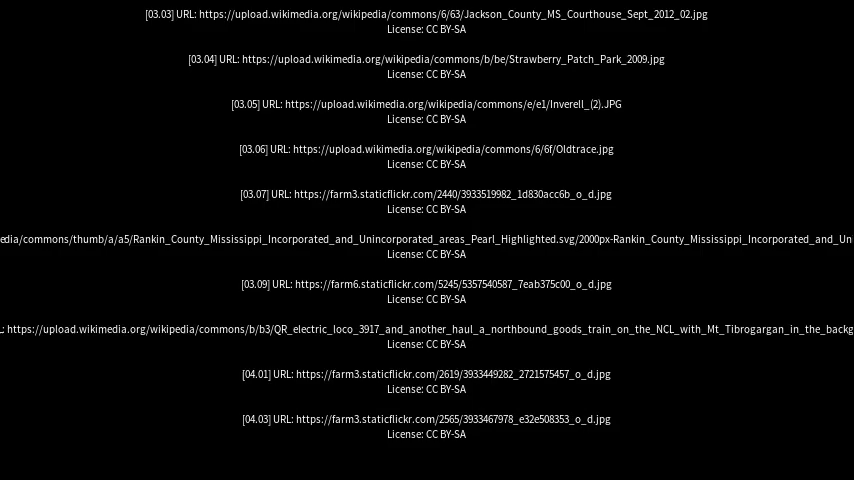 [03.03] URL: https://upload.wikimedia.org/wikipedia/commons/6/63/Jackson_County_MS_Courthouse_Sept_2012_02.jpg
License: CC BY-SA
[03.04] URL: https://upload.wikimedia.org/wikipedia/commons/b/be/Strawberry_Patch_Park_2009.jpg
License: CC BY-SA
[03.05] URL: https://upload.wikimedia.org/wikipedia/commons/e/e1/Inverell_(2).JPG
License: CC BY-SA
[03.06] URL: https://upload.wikimedia.org/wikipedia/commons/6/6f/Oldtrace.jpg
License: CC BY-SA
[03.07] URL: https://farm3.staticflickr.com/2440/3933519982_1d830acc6b_o_d.jpg
License: CC BY-SA
edia/commons/thumb/a/a5/Rankin_County_Mississippi_Incorporated_and_Unincorporated_areas_Pearl_Highlighted.svg/2000px-Rankin_County_Mississippi_Incorporated_and_Un
License: CC BY-SA
[03.09] URL: https://farm6.staticflickr.com/5245/5357540587_7eab375c00_o_d.jpg
License: CC BY-SA
L: https://upload.wikimedia.org/wikipedia/commons/b/b3/QR_electric_loco_3917_and_another_haul_a_northbound_goods_train_on_the_NCL_with_Mt_Tibrogargan_in_the_backg
License: CC BY-SA
[04.01] URL: https://farm3.staticflickr.com/2619/3933449282_2721575457_o_d.jpg
License: CC BY-SA
[04.03] URL: https://farm3.staticflickr.com/2565/3933467978_e32e508353_o_d.jpg
License: CC BY-SA